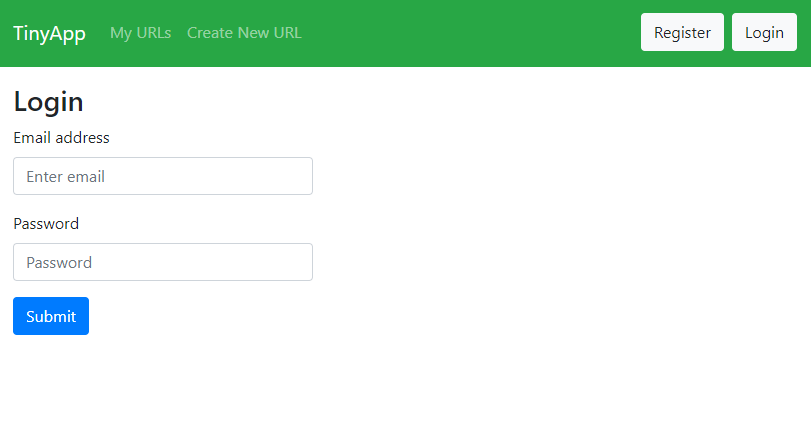 TinyApp My URLs Create New URL Register Login
Login
Email address
Enter email
Password
Password
Submit